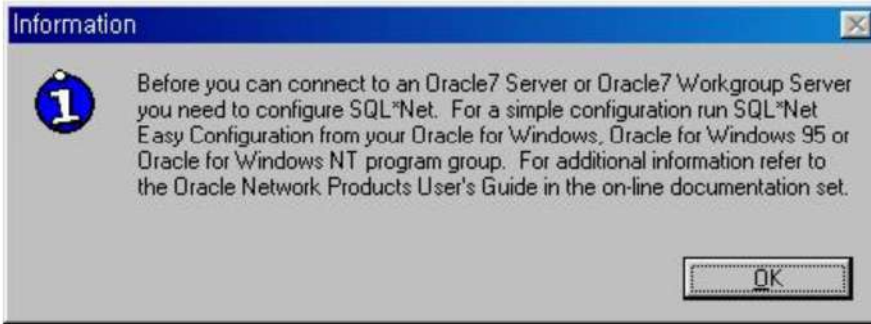 Information
Before you can connect to an Oracle7 Server or Oracle7 Workgroup Server
you need to configure SQL*Net. For a simple configuration run SQL*Net
Easy Configuration from your Oracle for Windows, Oracle for Windows 95 or
Oracle for Windows NT program group. For additional information refer to
the Oracle Network Products User's Guide in the on-line documentation set.
OK